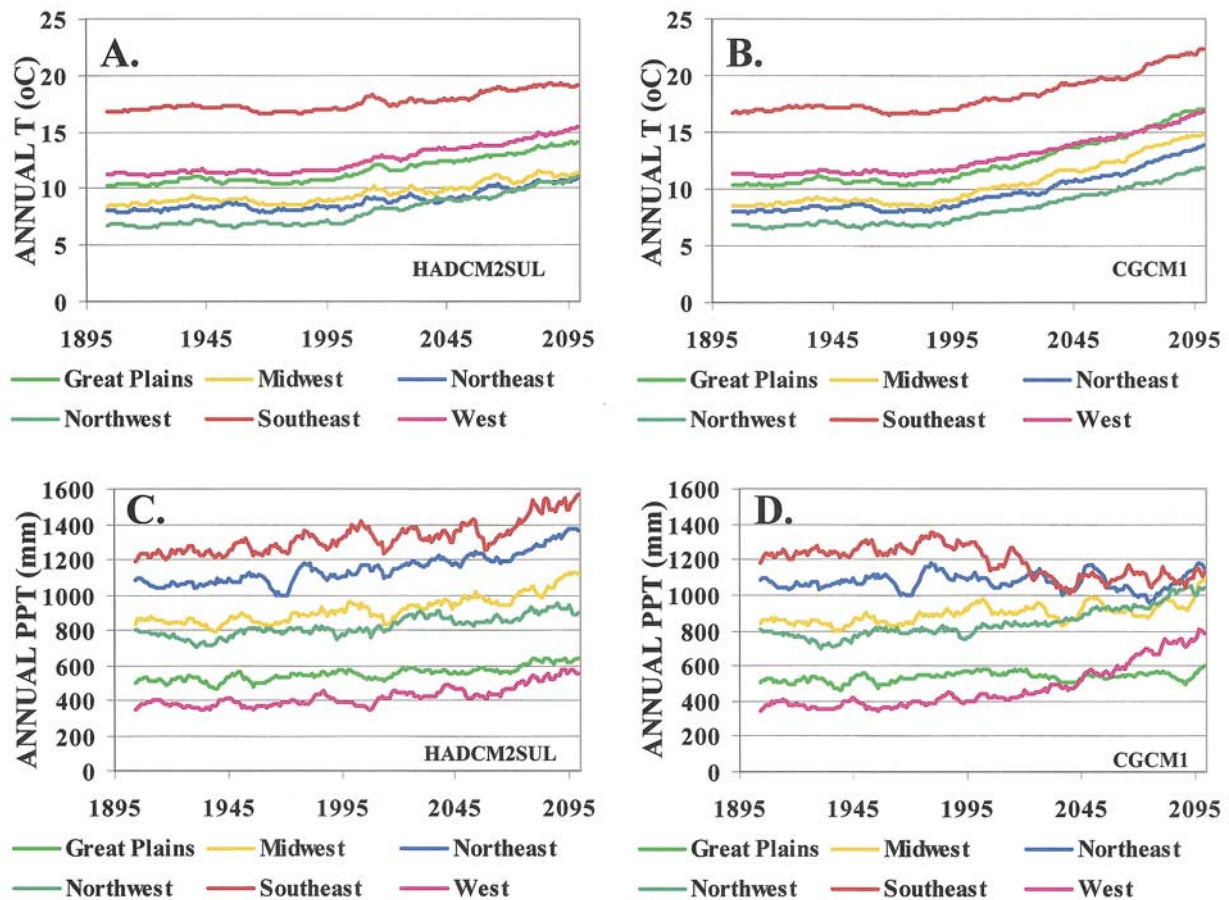 A.
ANNUAL T (oC)
25
20
15
10
5
0
HADCM2SUL
1895 1945 1995 2045 2095
Great Plains Midwest Northeast
Northwest Southeast West
B.
ANNUAL T (oC)
25
20
15
10
5
0
CGCM1
1895 1945 1995 2045 2095
Great Plains Midwest Northeast
Northwest Southeast West
C.
ANNUAL PPT (mm)
1600
1400
1200
1000
800
600
400
200
0
HADCM2SUL
1895 1945 1995 2045 2095
Great Plains Midwest Northeast
Northwest Southeast West
D.
ANNUAL PPT (mm)
1600
1400
1200
1000
800
600
400
200
0
CGCM1
1895 1945 1995 2045 2095
Great Plains Midwest Northeast
Northwest Southeast West